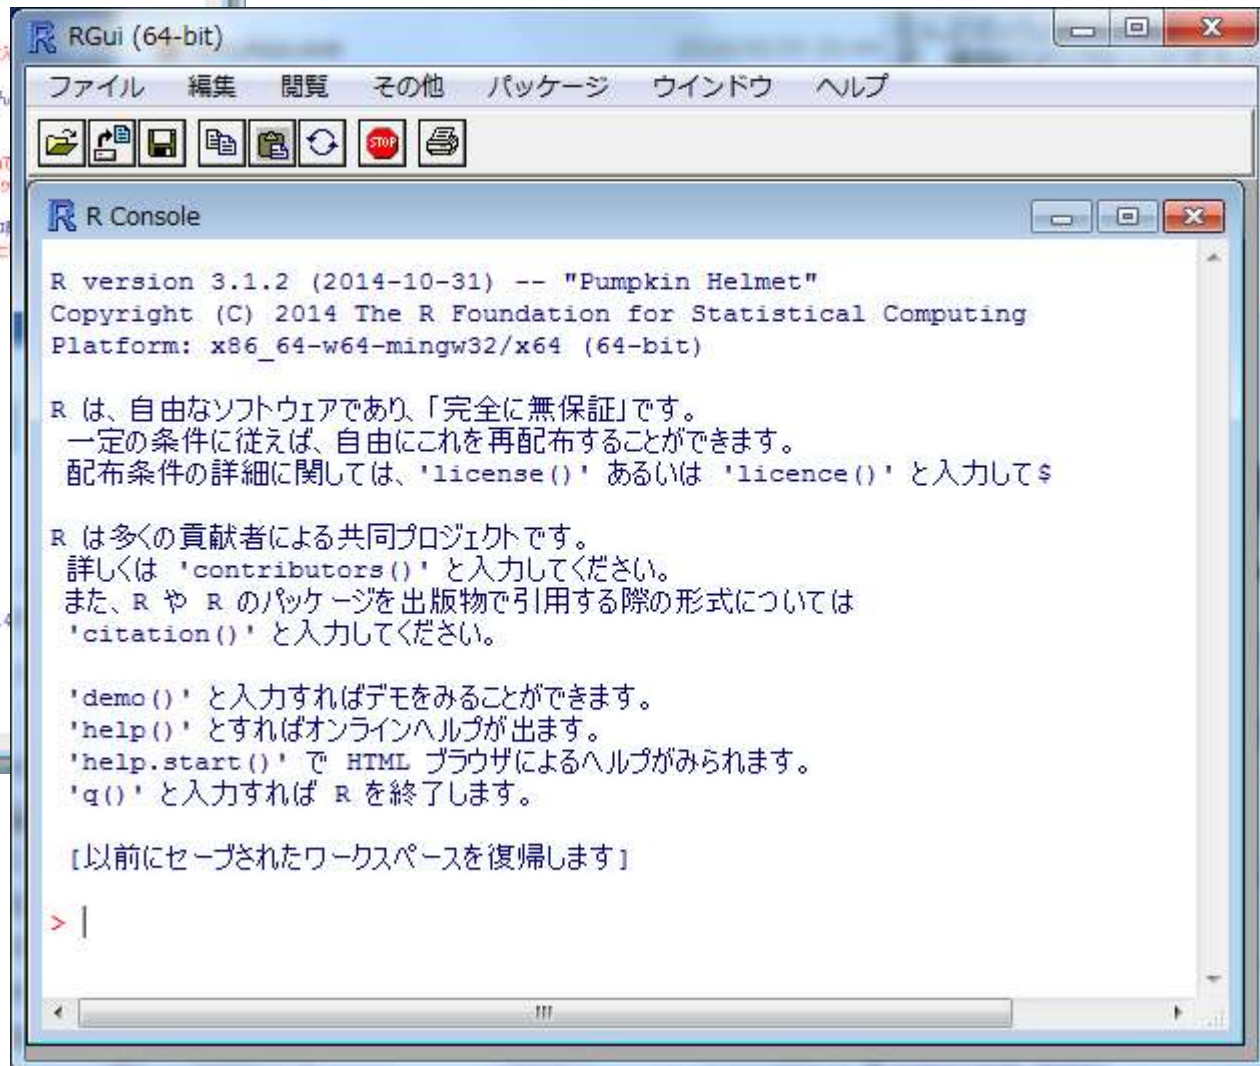 RGui (64-bit)
ファイル 編集 閲覧 その他 パッケージ ウインドウ ヘルプ
STOP
R Console
R version 3.1.2 (2014-10-31) -- "Pumpkin Helmet"
Copyright (C) 2014 The R Foundation for Statistical Computing
Platform: x86_64-w64-mingw32/x64 (64-bit)
R は、自由なソフトウェアであり、「完全に無保証」です。
一定の条件に従えば、自由にこれを再配布することができます。
配布条件の詳細に関しては、'license()' あるいは 'licence()' と入力して$
R は多くの貢献者による共同プロジェクトです。
詳しくは 'contributors()' と入力してください。
また、R や R のパッケージを出版物で引用する際の形式については
'citation()' と入力してください。
'demo()' と入力すればデモをみることができます。
'help()' とすればオンラインヘルプが出ます。
'help.start()' で HTML ブラウザによるヘルプがみられます。
'q()' と入力すれば R を終了します。
[以前にセーブされたワークスペースを復帰します]
>